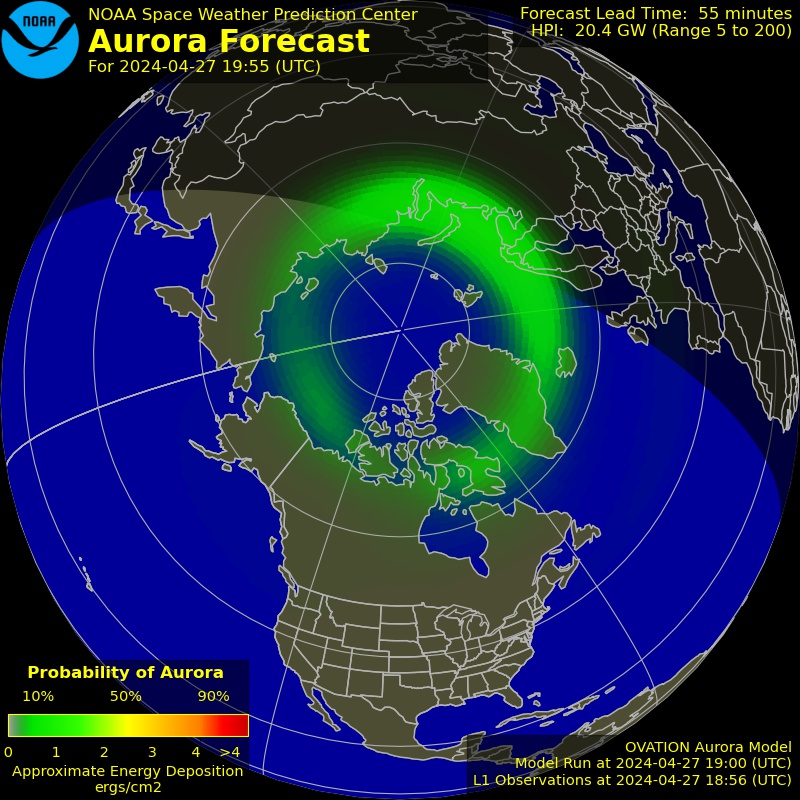 NOAA
NOAA Space Weather Prediction Center
Aurora Forecast
For 2024-04-27 19:55 (UTC)
Forecast Lead Time: 55 minutes
HPI: 20.4 GW (Range 5 to 200)
Probability of Aurora
10% 50% 90%
0 1 2 3 4 >4
Approximate Energy Deposition
ergs/cm2
OVATION Aurora Model
Model Run at 2024-04-27 19:00 (UTC)
L1 Observations at 2024-04-27 18:56 (UTC)